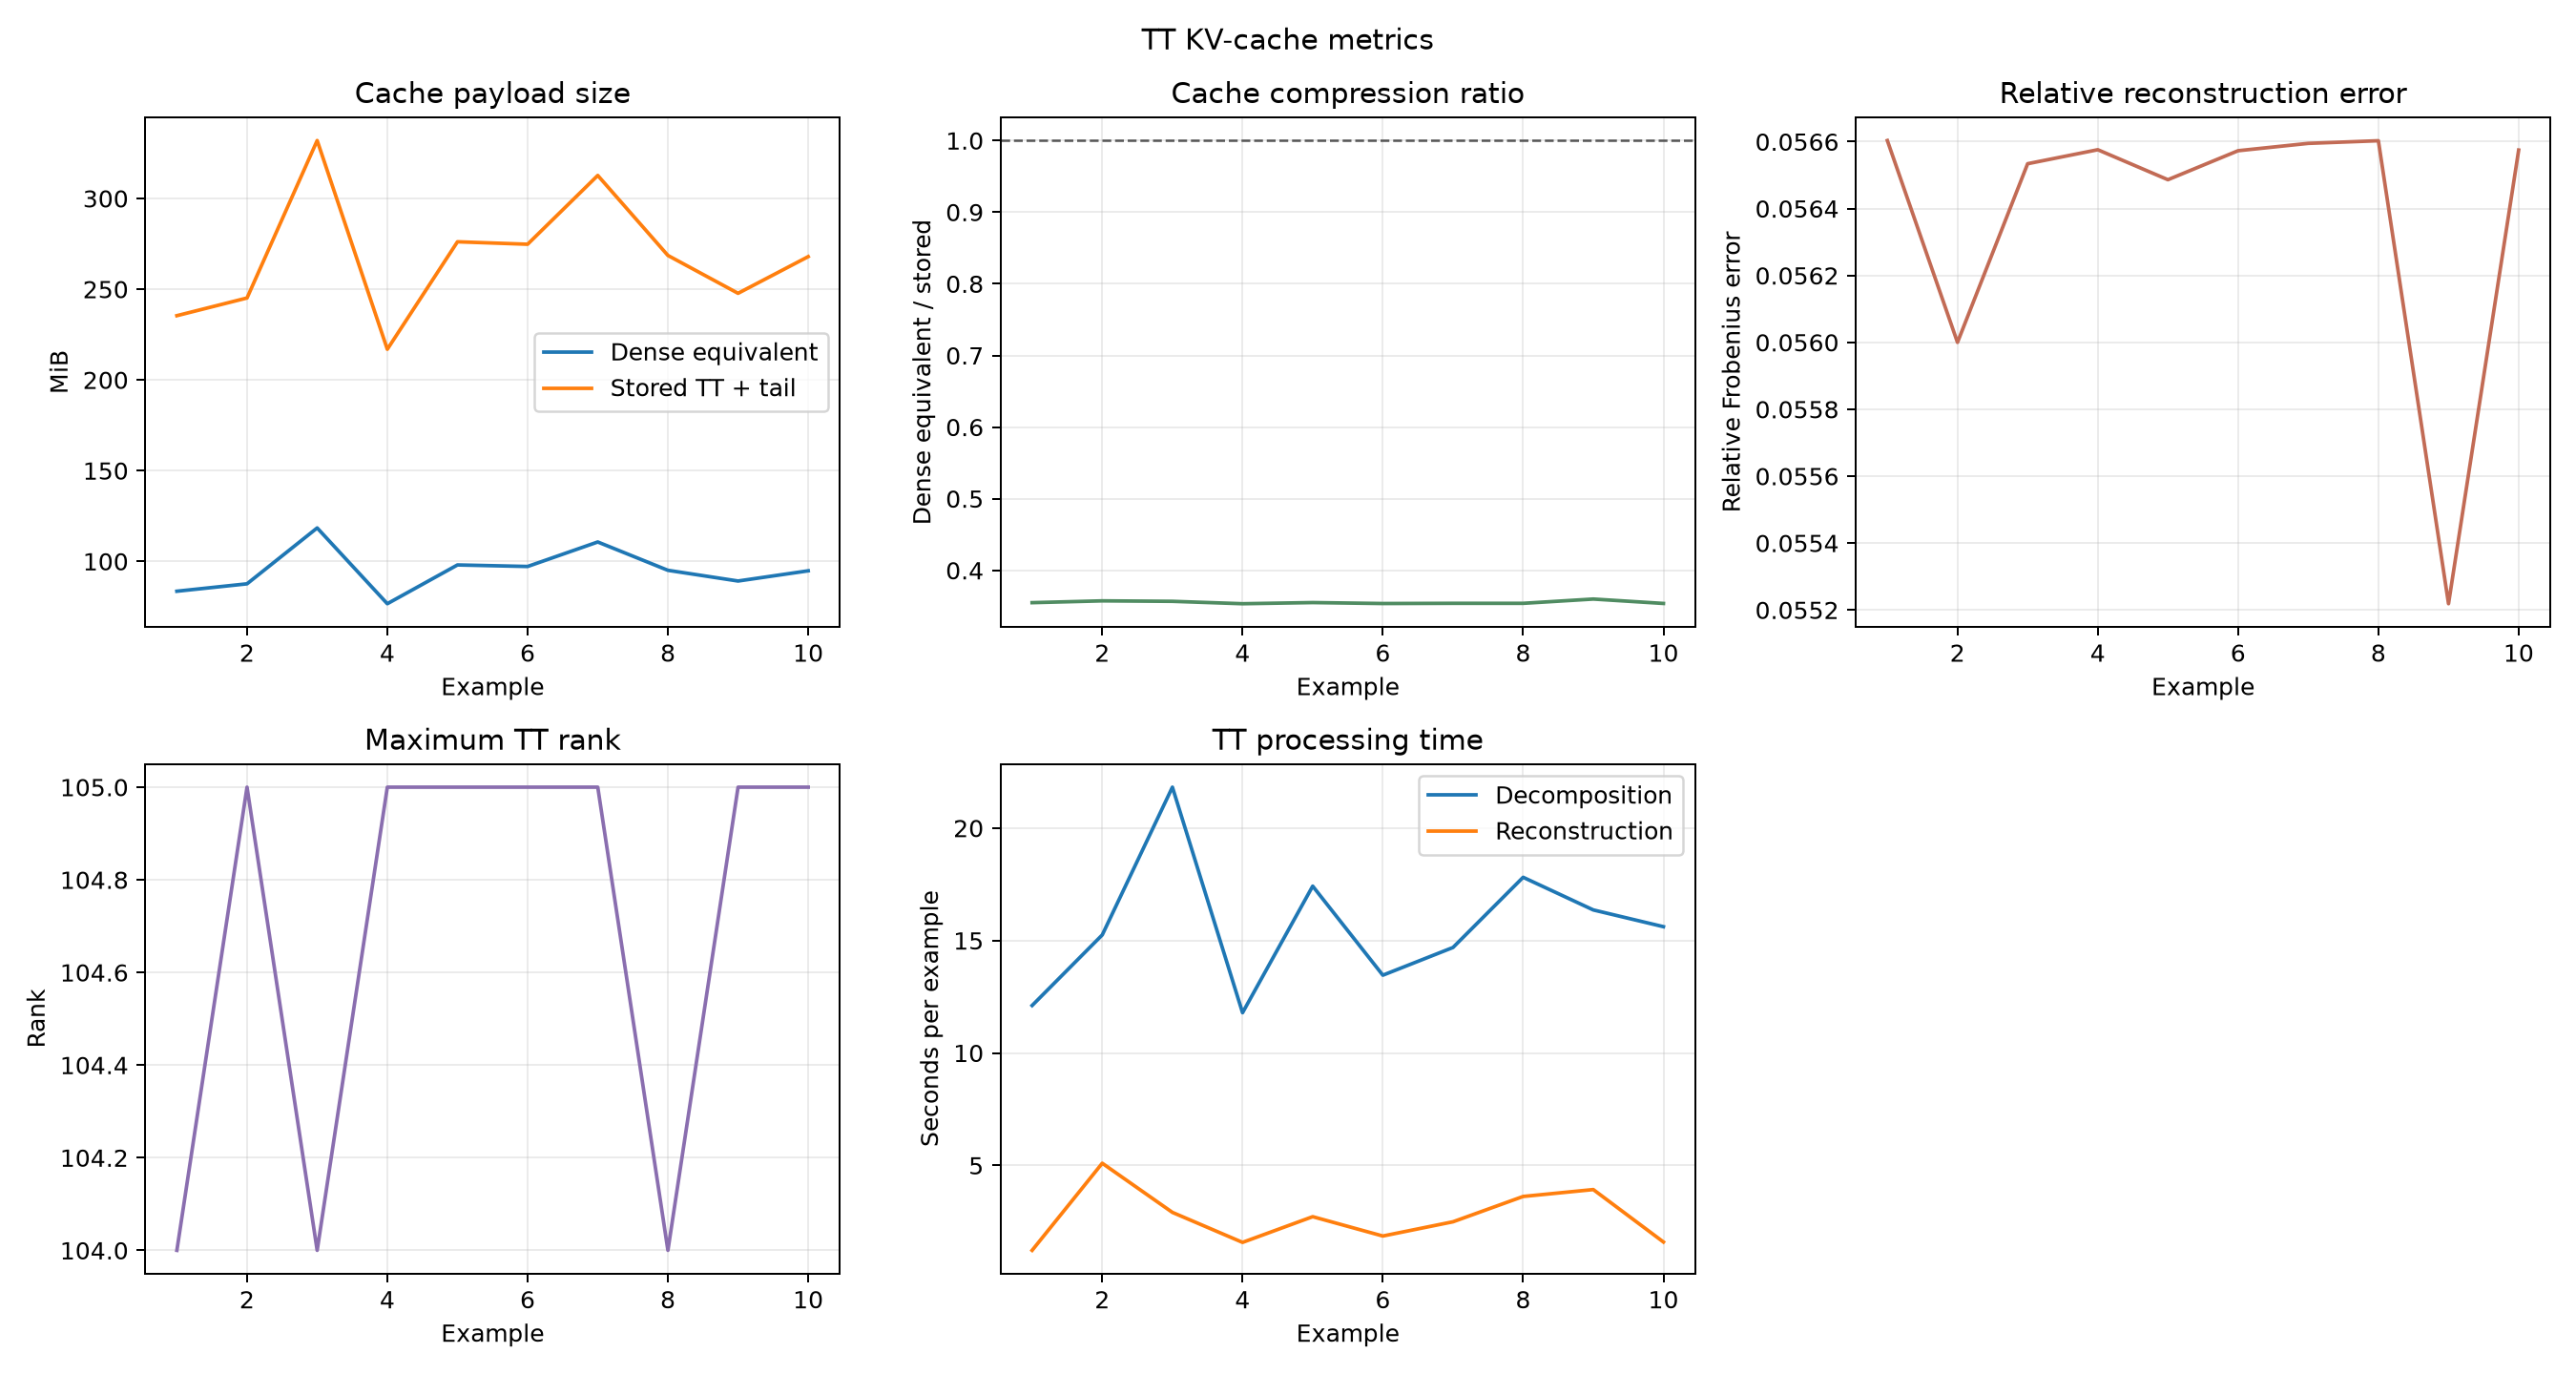 TT KV-cache metrics
Cache payload size
MiB
300
250
200
150
100
Dense equivalent
Stored TT + tail
2 4 6 8 10
Example
Cache compression ratio
Dense equivalent / stored
1.0
0.9
0.8
0.7
0.6
0.5
0.4
2 4 6 8 10
Example
Relative reconstruction error
Relative Frobenius error
0.0566
0.0564
0.0562
0.0560
0.0558
0.0556
0.0554
0.0552
2 4 6 8 10
Example
Maximum TT rank
Rank
105.0
104.8
104.6
104.4
104.2
104.0
2 4 6 8 10
Example
TT processing time
Seconds per example
20
15
10
5
Decomposition
Reconstruction
2 4 6 8 10
Example